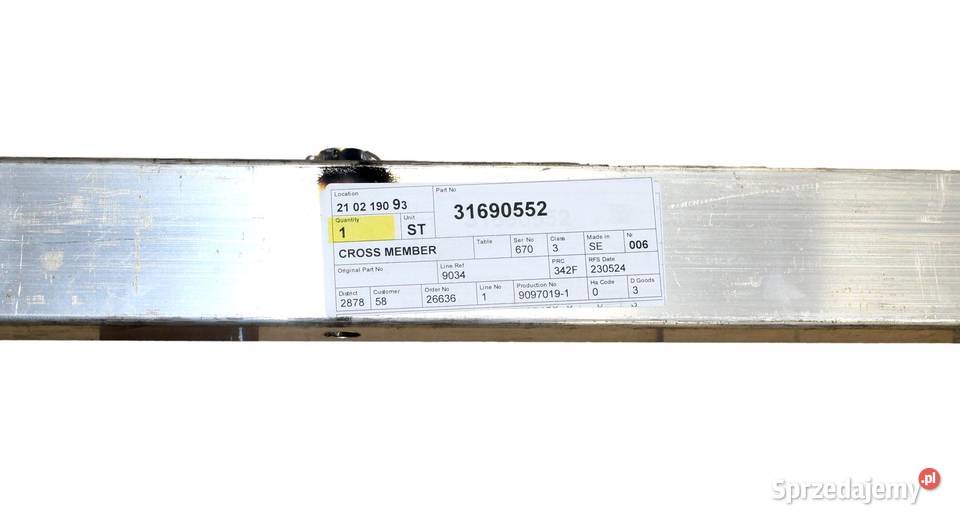 Location Part No
21 02 190 93 31690552
Quantity Unit
1 ST
CROSS MEMBER Table Ser. No 670 Class 3 Made in SE № 006
Original Part No Line Ref 9034 PRC 342F RFS Date 230524
District 2878 Customer 58 Order No 26636 Line No 1 Production No 9097019-1 Ha Code 0 D.Goods 3
Sprzedajemy.pl